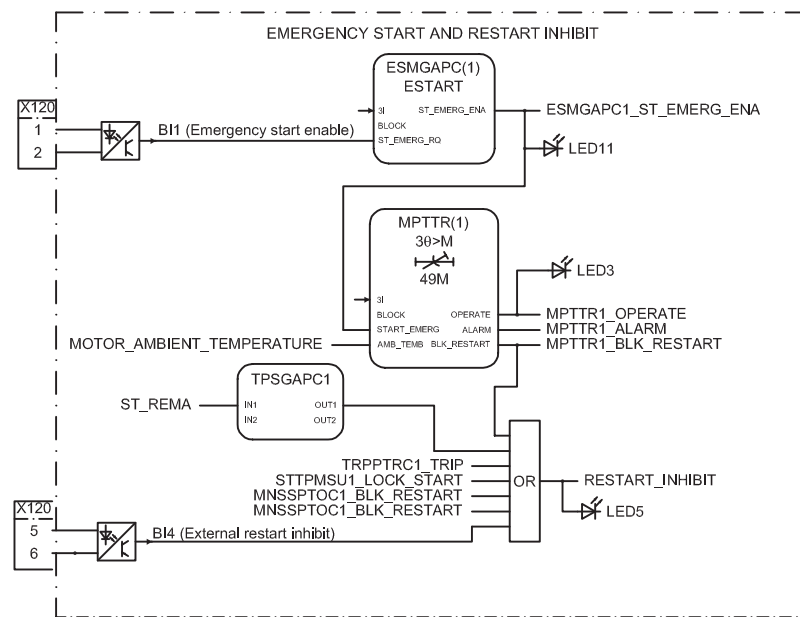 EMERGENCY START AND RESTART INHIBIT
ESMGAPC(1)
ESTART
3I
ST_EMERG_ENA
BLOCK
ST_EMERG_RQ
ESMGAPC1_ST_EMERG_ENA
X120
1
2
BI1 (Emergency start enable)
LED11
MPTTR(1)
3θ>M
49M
3I
BLOCK
OPERATE
START_EMERG
ALARM
AMB_TEMB
BLK_RESTART
LED3
MPTTR1_OPERATE
MPTTR1_ALARM
MPTTR1_BLK_RESTART
MOTOR_AMBIENT_TEMPERATURE
TPSGAPC1
IN1
OUT1
IN2
OUT2
ST_REMA
TRPPTRC1_TRIP
STTPMSU1_LOCK_START
MNSSPTOC1_BLK_RESTART
MNSSPTOC1_BLK_RESTART
OR
RESTART_INHIBIT
LED5
X120
5
6
BI4 (External restart inhibit)